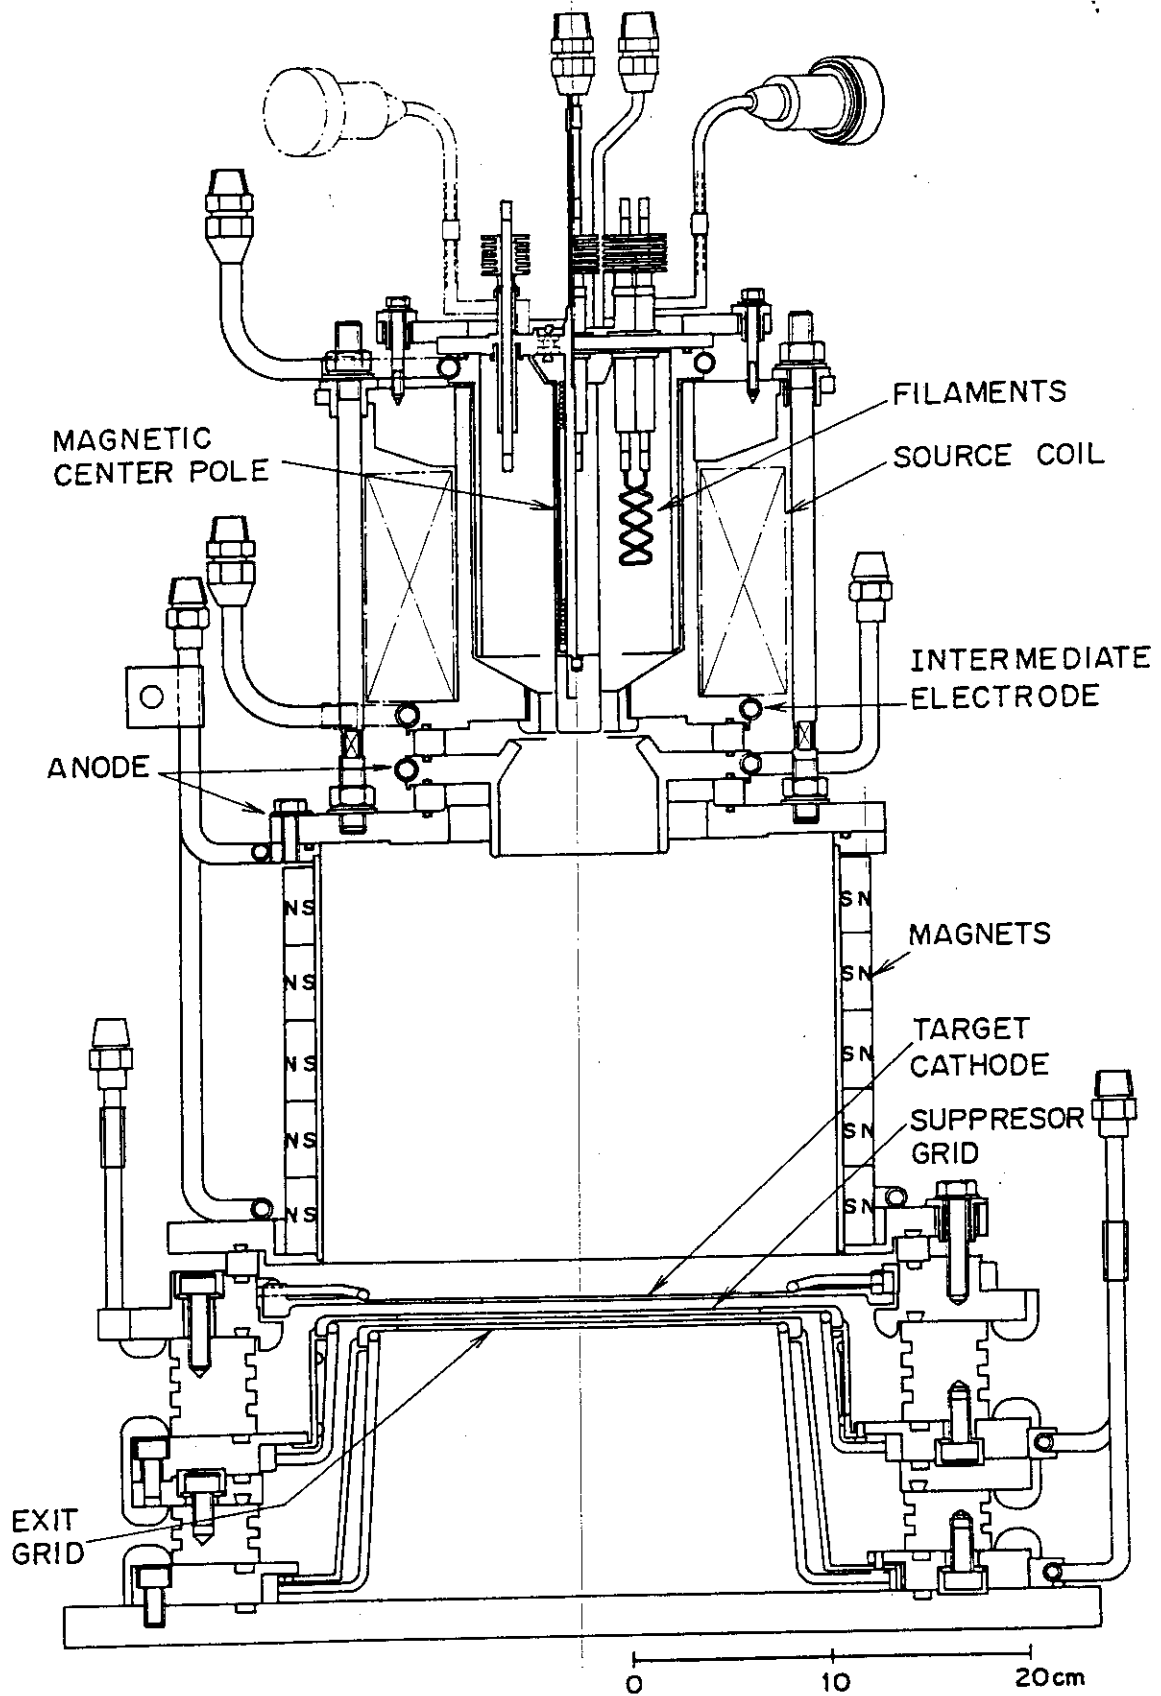 FILAMENTS
MAGNETIC
CENTER POLE
SOURCE COIL
INTERMEDIATE
ELECTRODE
ANODE
NS SN
MAGNETS
NS SN
TARGET
CATHODE
NS SN
SUPPRESOR
GRID
NS SN
NS SN
EXIT
GRID
0 10 20cm